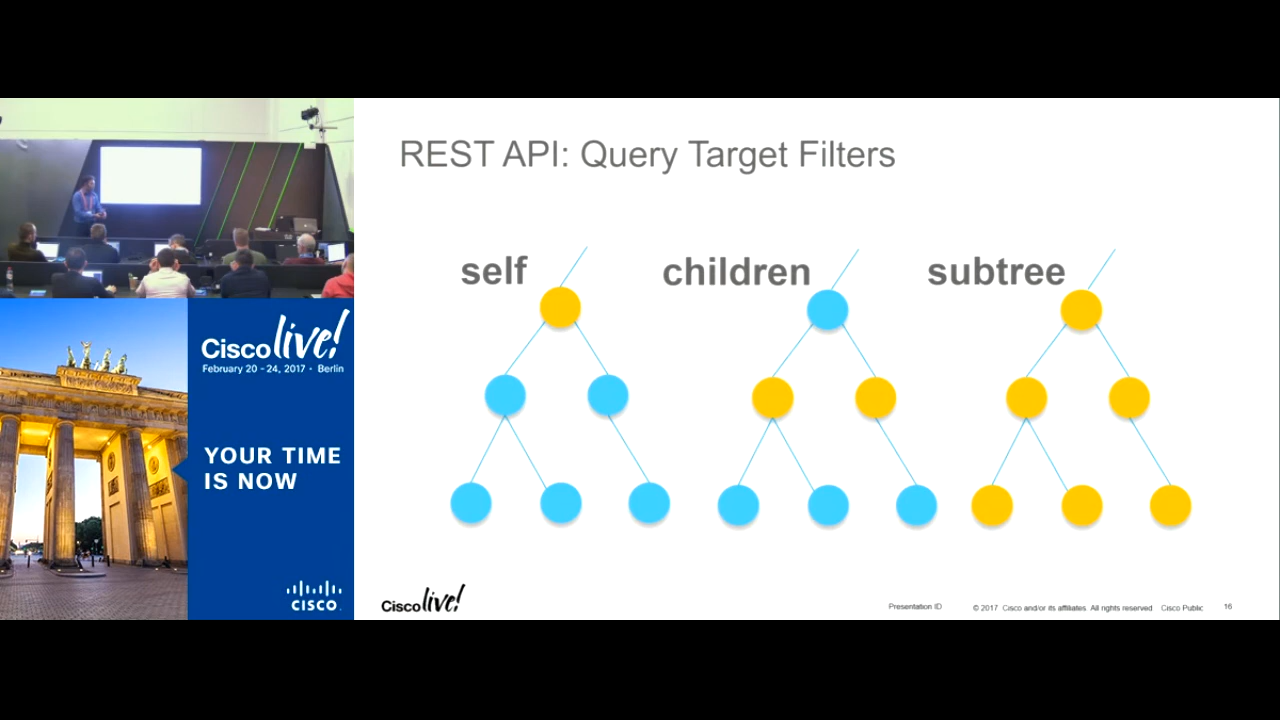 REST API: Query Target Filters
self
children
subtree
Cisco live!
February 20 - 24, 2017 • Berlin
YOUR TIME
IS NOW
CISCO.
Cisco live!
Presentation ID
© 2017 Cisco and/or its affiliates. All rights reserved. Cisco Public
16